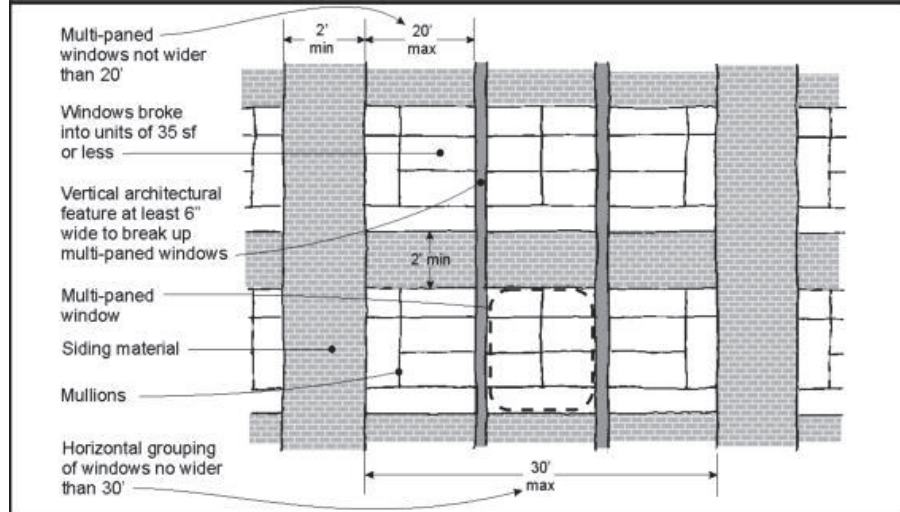 Multi-paned
windows not wider
than 20'
2'
min
20'
max
Windows broke
into units of 35 sf
or less
Vertical architectural
feature at least 6"
wide to break up
multi-paned windows
2' min
Multi-paned
window
Siding material
Mullions
Horizontal grouping
of windows no wider
than 30'
30'
max